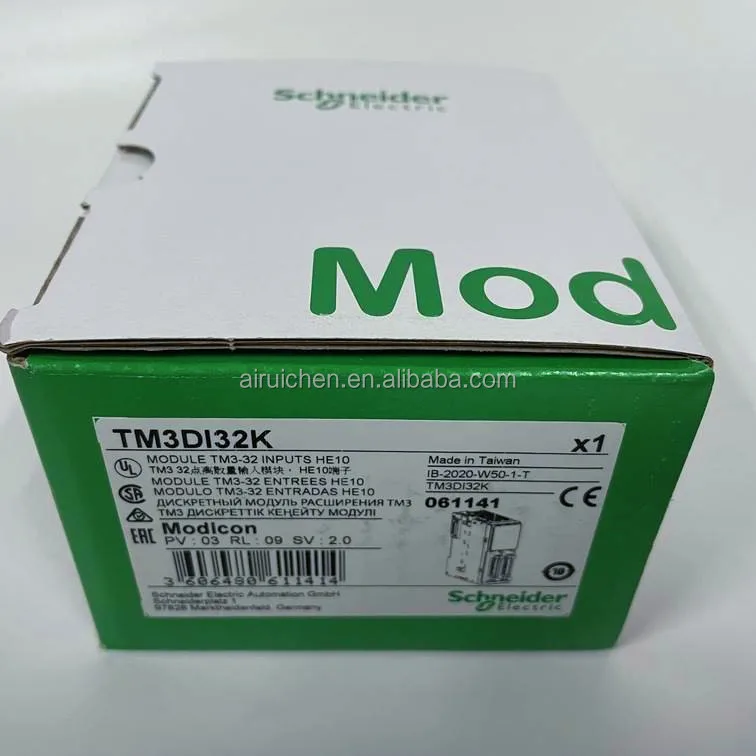 Schneider
Electric
Mod
airuichen.en.alibaba.com
TM3DI32K
x1
MODULE TM3-32 INPUTS HE10
TM3 32点离散量输入模块，HE10端子
MODULE TM3-32 ENTREES HE10
MODULO TM3-32 ENTRADAS HE10
ДИСКРЕТНЫЙ МОДУЛЬ РАСШИРЕНИЯ TM3
TM3 ДИСКРЕТТІК КЕҢЕЙТУ МОДУЛІ
Made in Taiwan
IB-2020-W50-1-T
TM3DI32K
061141
CE
UL
EAC
Modicon
PV : 03 RL : 09 SV : 2.0
3 606480 611414
Schneider Electric Automation GmbH
Schneiderplatz 1
97828 Marktheidenfeld, Germany
10
Schneider
Electric